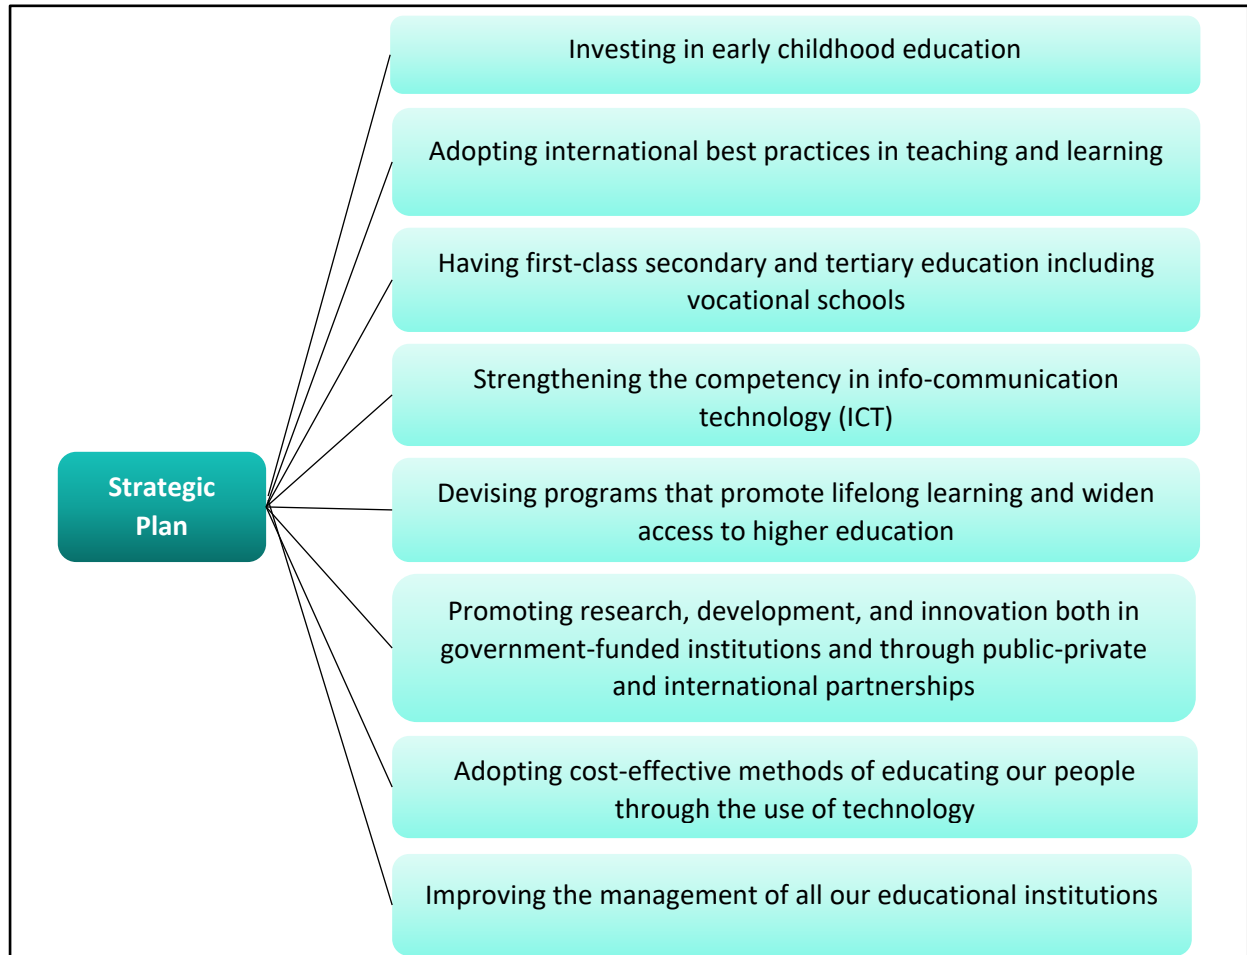 Investing in early childhood education
Adopting international best practices in teaching and learning
Having first-class secondary and tertiary education including
vocational schools
Strengthening the competency in info-communication
technology (ICT)
Strategic
Plan
Devising programs that promote lifelong learning and widen
access to higher education
Promoting research, development, and innovation both in
government-funded institutions and through public-private
and international partnerships
Adopting cost-effective methods of educating our people
through the use of technology
Improving the management of all our educational institutions